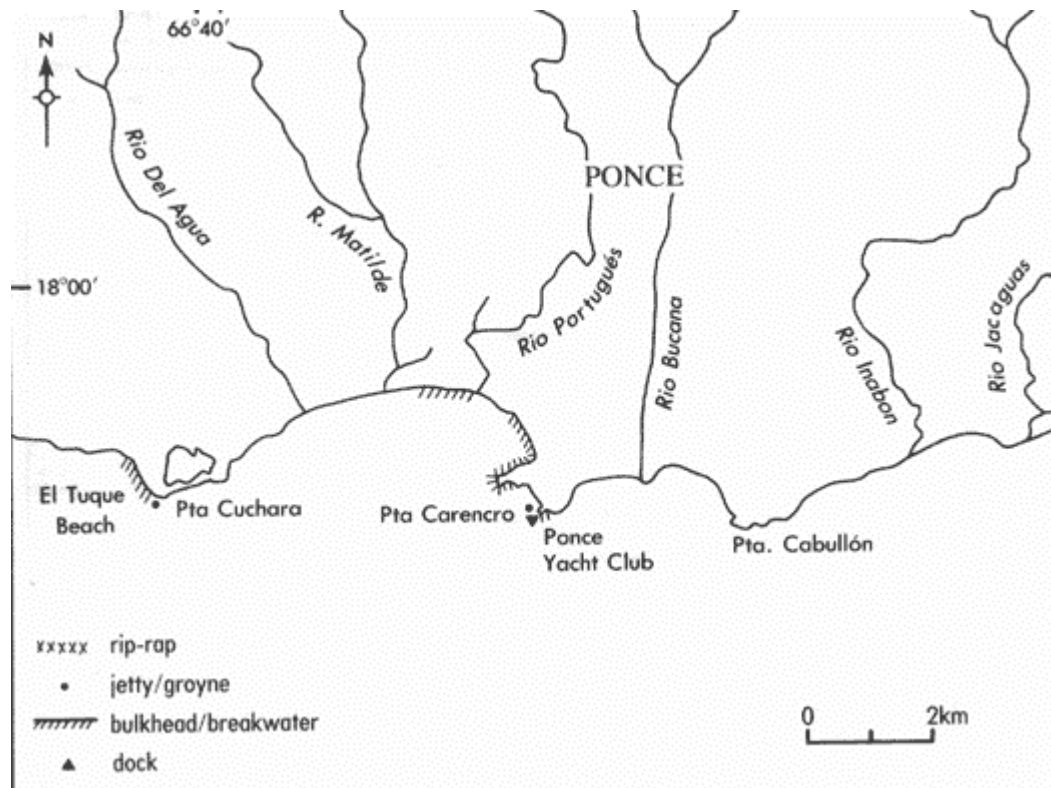 66°40'
N
Rio Del Agua
R. Matilde
PONCE
18°00'
Rio Portugués
Rio Bucana
Rio Inabon
Rio Jacaguas
El Tuque
Beach
Pta Cuchara
Pta Carencro
Ponce
Yacht Club
Pta. Cabullón
xxxxx rip-rap
jetty/groyne
bulkhead/breakwater
dock
0 2km